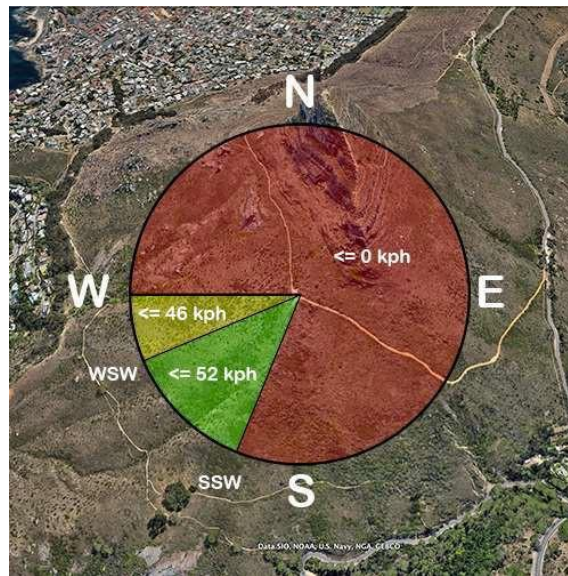 N
<= 0 kph
W
E
<= 46 kph
WSW
<= 52 kph
SSW
S
Data SIO, NOAA, U.S. Navy, NGA, GEBCO